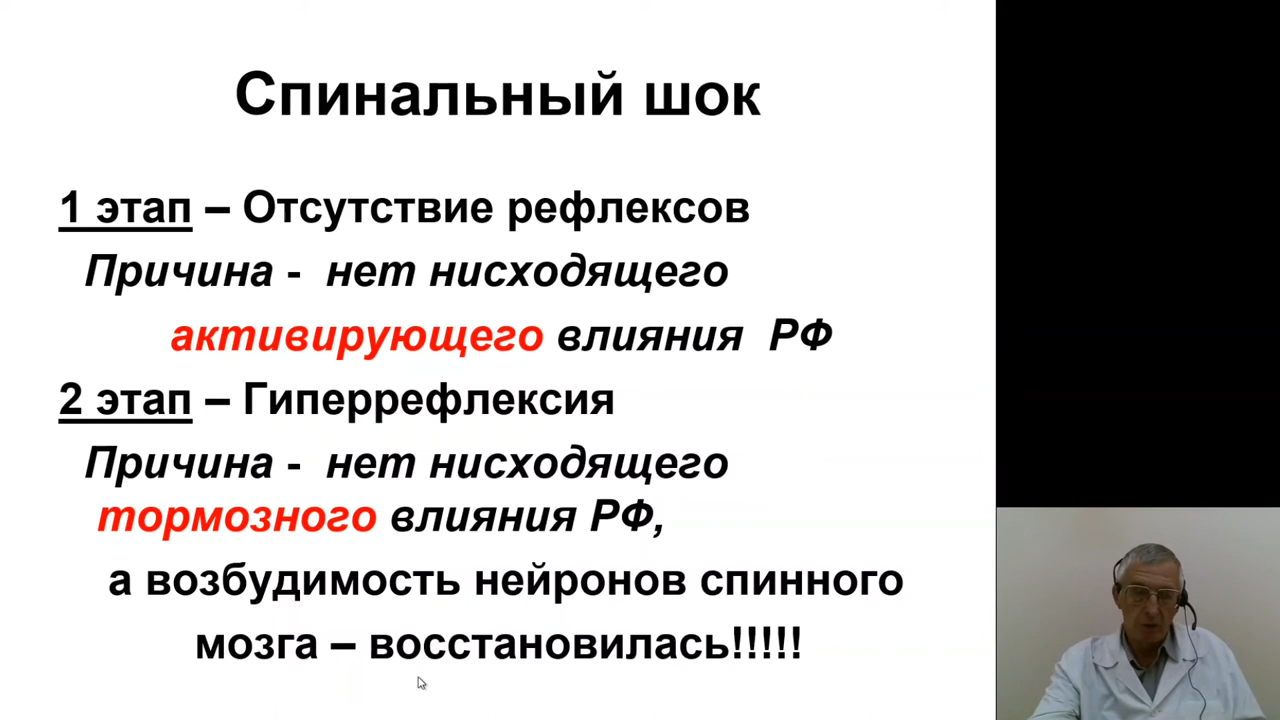 Спинальный шок
1 этап – Отсутствие рефлексов
Причина - нет нисходящего
активирующего влияния РФ
2 этап – Гиперрефлексия
Причина - нет нисходящего
тормозного влияния РФ,
а возбудимость нейронов спинного
мозга – восстановилась!!!!!